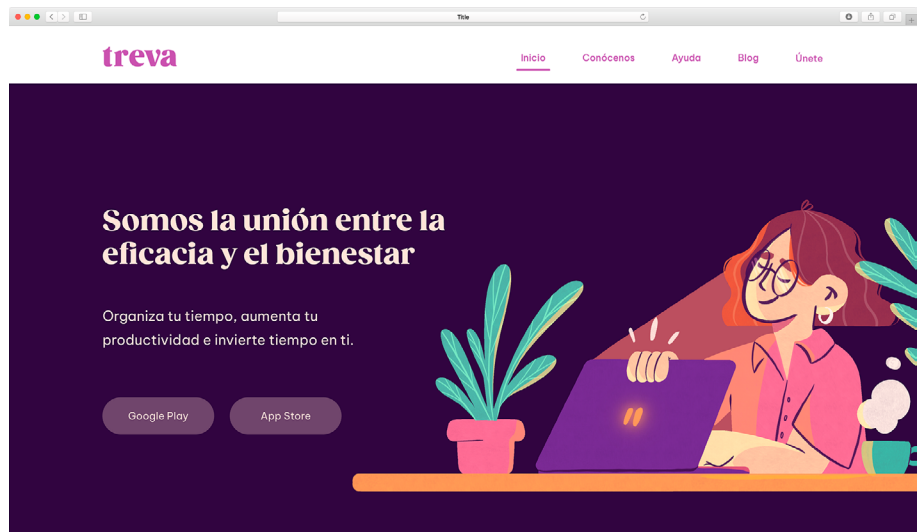 Title
treva
Inicio Conócenos Ayuda Blog Únete
Somos la unión entre la
eficacia y el bienestar
Organiza tu tiempo, aumenta tu
productividad e invierte tiempo en ti.
Google Play App Store